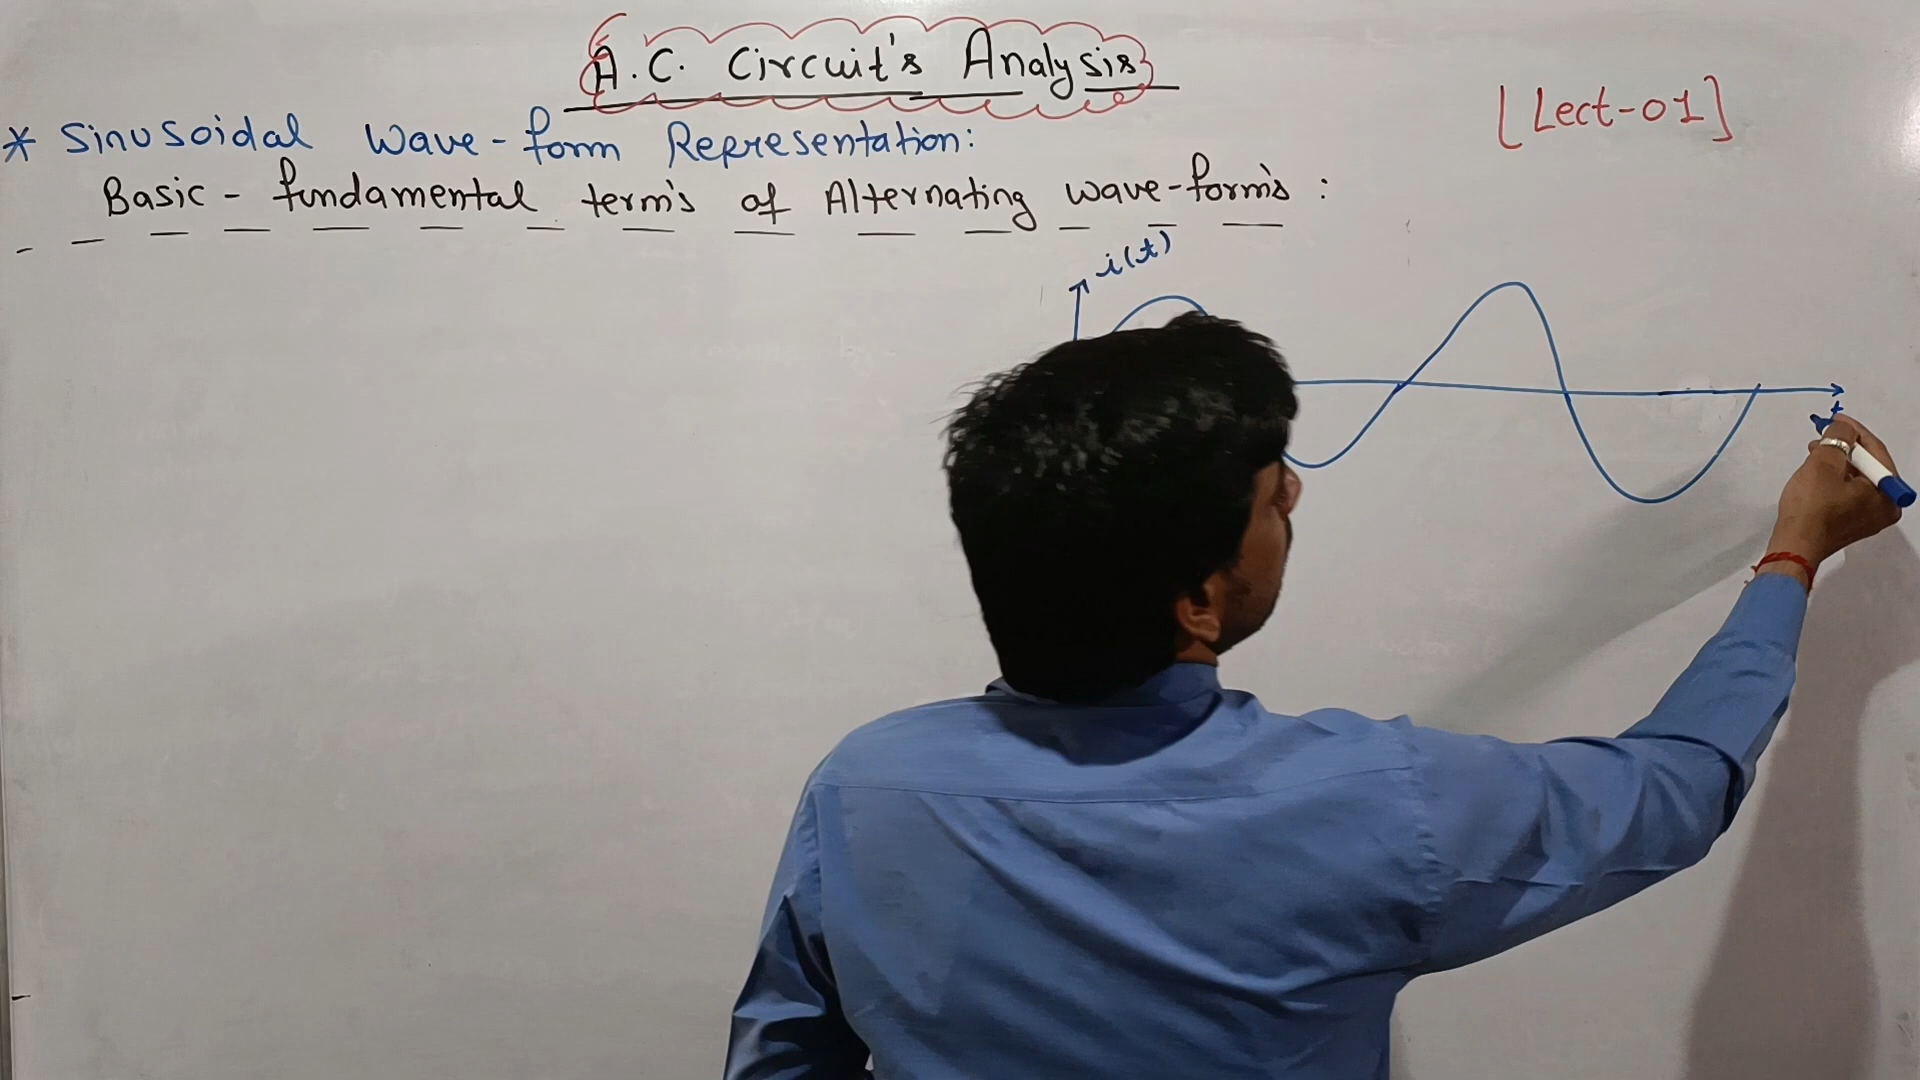 A.C. Circuit's Analysis
[Lect-01]
* Sinusoidal Wave-form Representation:
Basic - fundamental term's of Alternating wave-form's :
i(t)
t